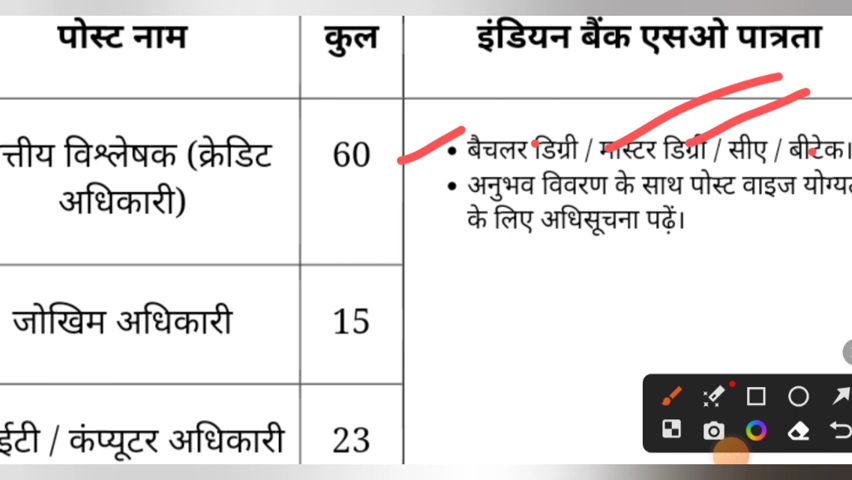 पोस्ट नाम
कुल
इंडियन बैंक एसओ पात्रता
त्तीय विश्लेषक (क्रेडिट
अधिकारी)
60
• बैचलर डिग्री / मास्टर डिग्री / सीए / बीटेक।
• अनुभव विवरण के साथ पोस्ट वाइज
के लिए अधिसूचना पढ़ें।
जोखिम अधिकारी
15
ईटी / कंप्यूटर अधिकारी
23